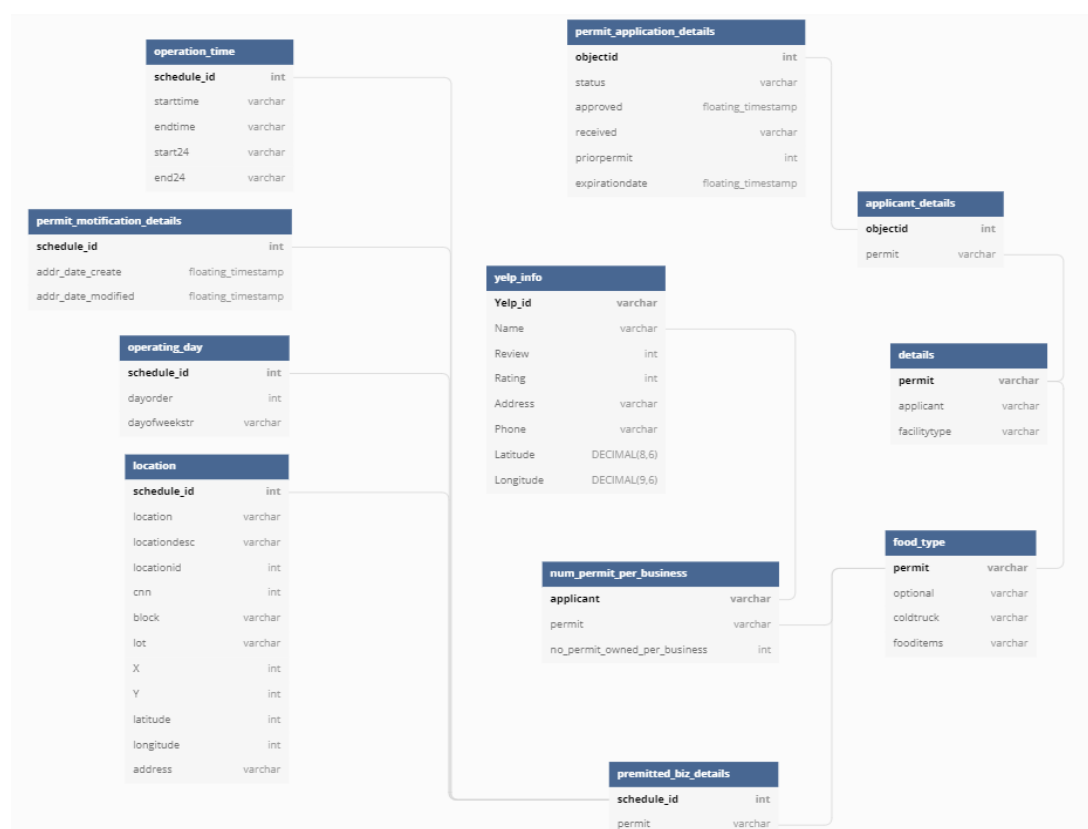 operation_time
schedule_id int
starttime varchar
endtime varchar
start24 varchar
end24 varchar
permit_motification_details
schedule_id int
addr_date_create floating_timestamp
addr_date_modified floating_timestamp
operating_day
schedule_id int
dayorder int
dayofweekstr varchar
location
schedule_id int
location varchar
locationdesc varchar
locationid int
cnn int
block varchar
lot varchar
X int
Y int
latitude int
longitude int
address varchar
permit_application_details
objectid int
status varchar
approved floating_timestamp
received varchar
priorpermit int
expirationdate floating_timestamp
yelp_info
Yelp_id varchar
Name varchar
Review int
Rating int
Address varchar
Phone varchar
Latitude DECIMAL(8,6)
Longitude DECIMAL(9,6)
num_permit_per_business
applicant varchar
permit varchar
no_permit_owned_per_business int
premitted_biz_details
schedule_id int
permit varchar
applicant_details
objectid int
permit varchar
details
permit varchar
applicant varchar
facilitytype varchar
food_type
permit varchar
optional varchar
coldtruck varchar
fooditems varchar